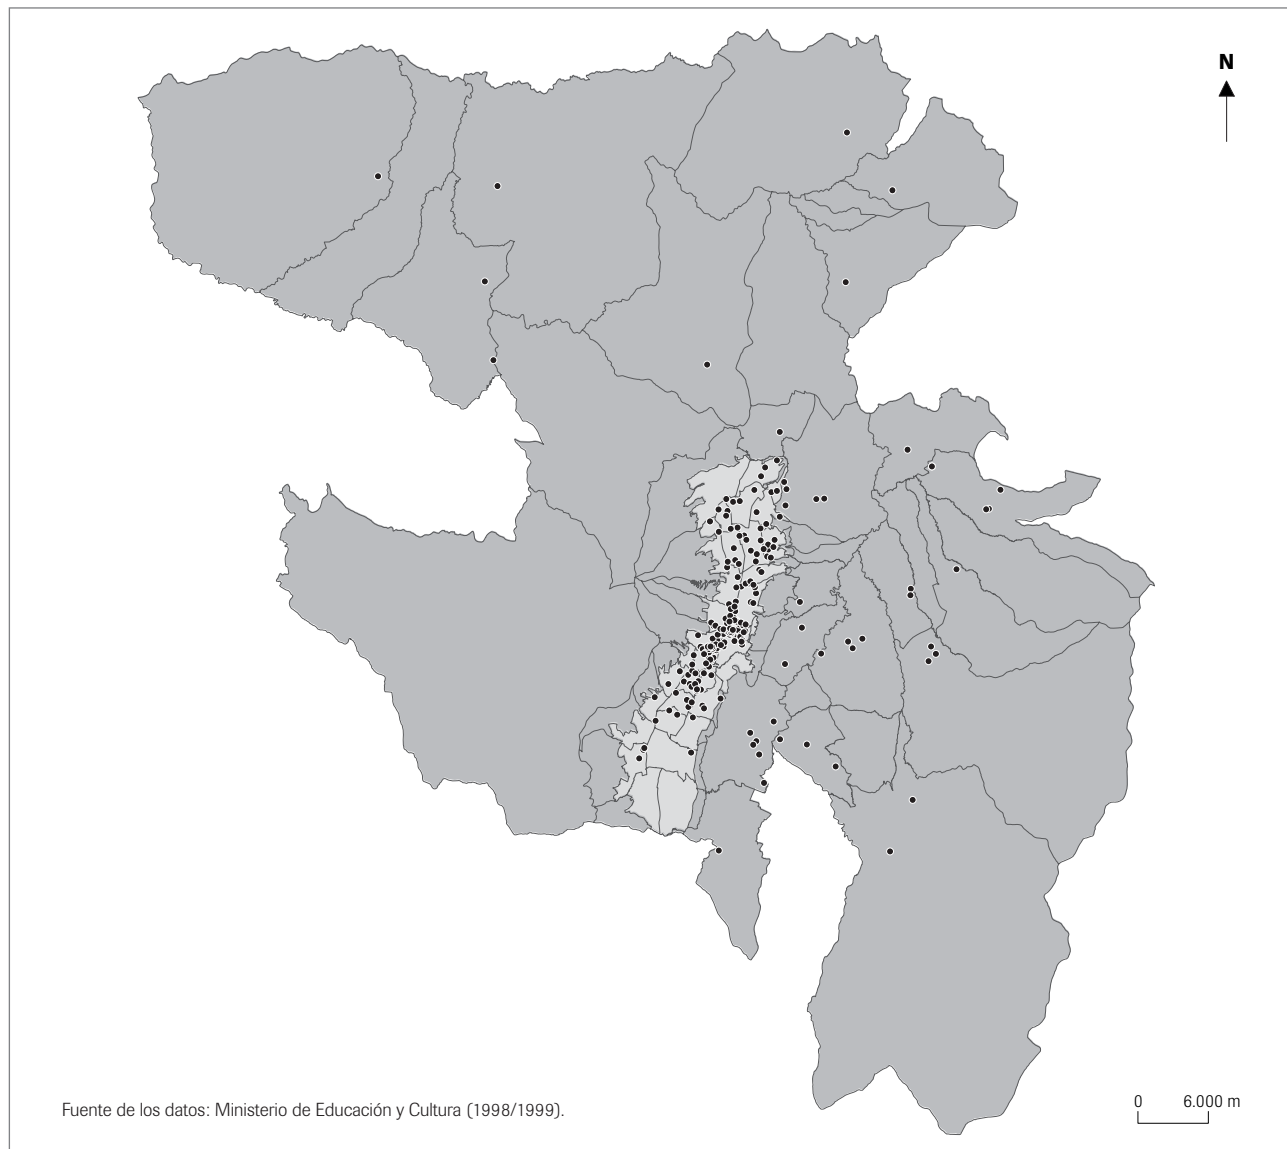 N
Fuente de los datos: Ministerio de Educación y Cultura (1998/1999).
0 6.000 m